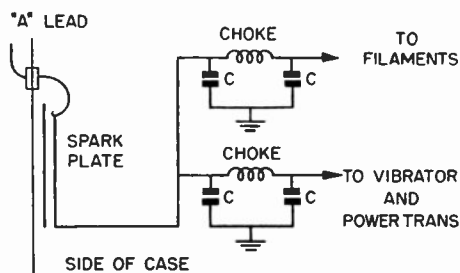 "A" LEAD
CHOKE
TO
FILAMENTS
C
C
SPARK
PLATE
CHOKE
C
C
TO VIBRATOR
AND
POWER TRANS
SIDE OF CASE